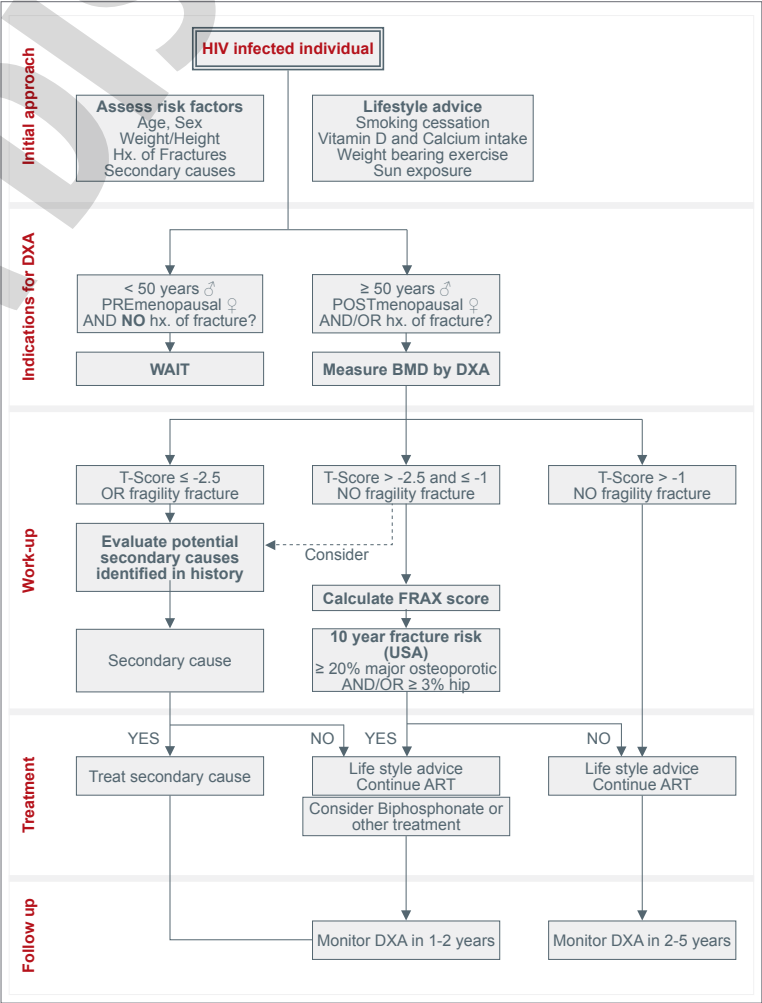 Initial approach
HIV infected individual
Assess risk factors
Age, Sex
Weight/Height
Hx. of Fractures
Secondary causes
Lifestyle advice
Smoking cessation
Vitamin D and Calcium intake
Weight bearing exercise
Sun exposure
Indications for DXA
< 50 years ♂
PREmenopausal ♀
AND NO hx. of fracture?
≥ 50 years ♂
POSTmenopausal ♀
AND/OR hx. of fracture?
WAIT
Measure BMD by DXA
Work-up
T-Score ≤ -2.5
OR fragility fracture
T-Score > -2.5 and ≤ -1
NO fragility fracture
T-Score > -1
NO fragility fracture
Evaluate potential
secondary causes
identified in history
Consider
Calculate FRAX score
Secondary cause
10 year fracture risk
(USA)
≥ 20% major osteoporotic
AND/OR ≥ 3% hip
Treatment
YES
NO
YES
NO
Treat secondary cause
Life style advice
Continue ART
Consider Biphosphonate or
other treatment
Life style advice
Continue ART
Follow up
Monitor DXA in 1-2 years
Monitor DXA in 2-5 years